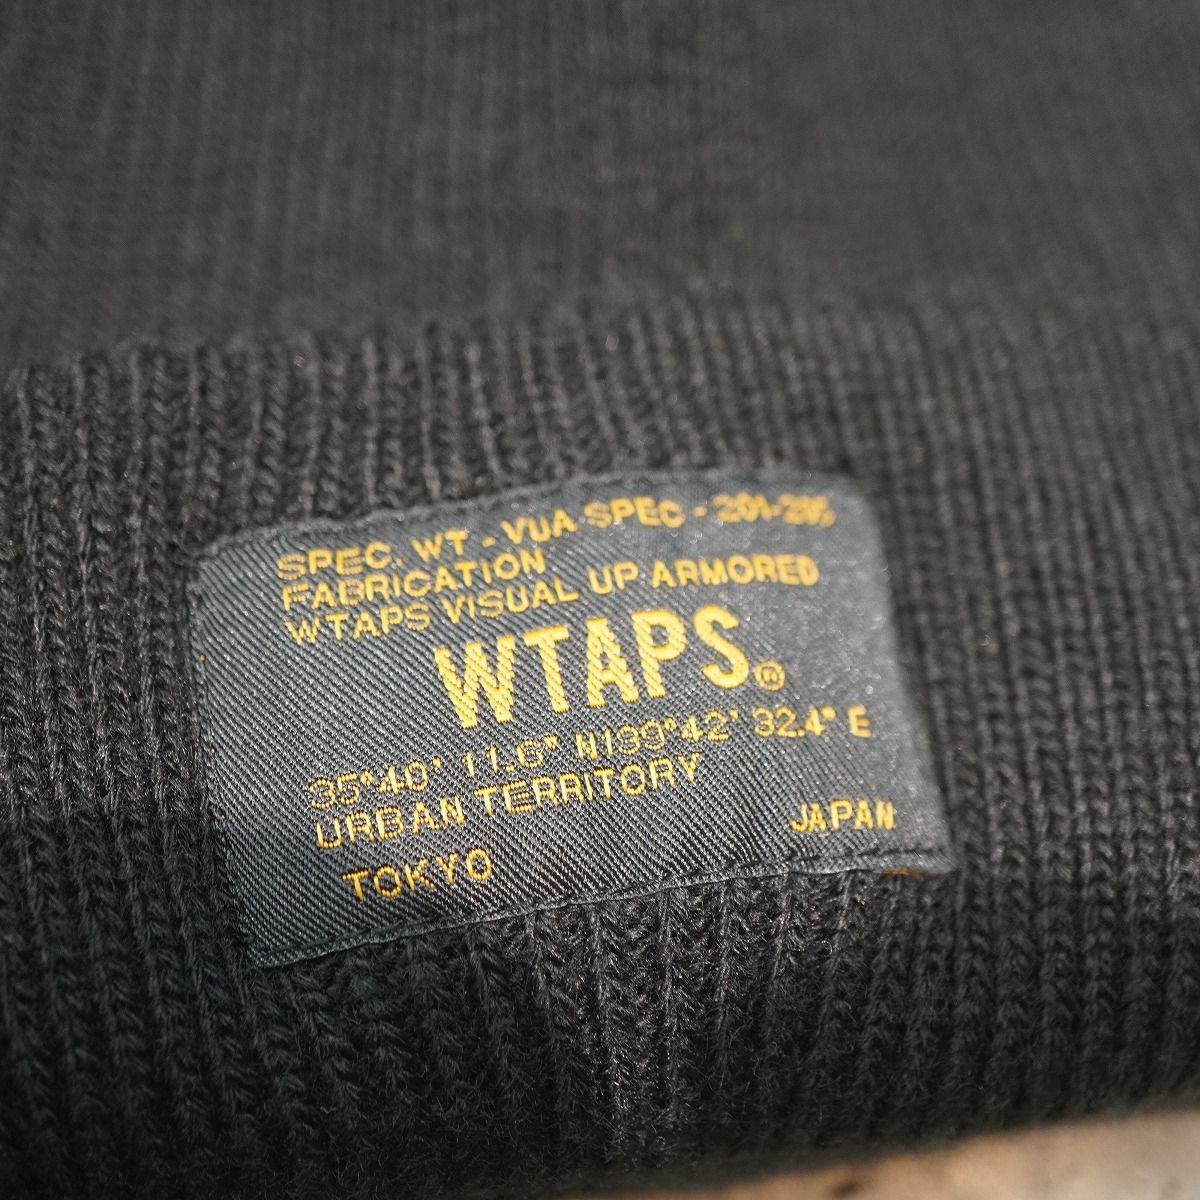 SPEC. WT - VUA SPEC - 201-205
FABRICATION
WTAPS VISUAL UP ARMORED
WTAPS®
35°40' 11.6" N139°42' 32.4" E
URBAN TERRITORY
TOKYO JAPAN